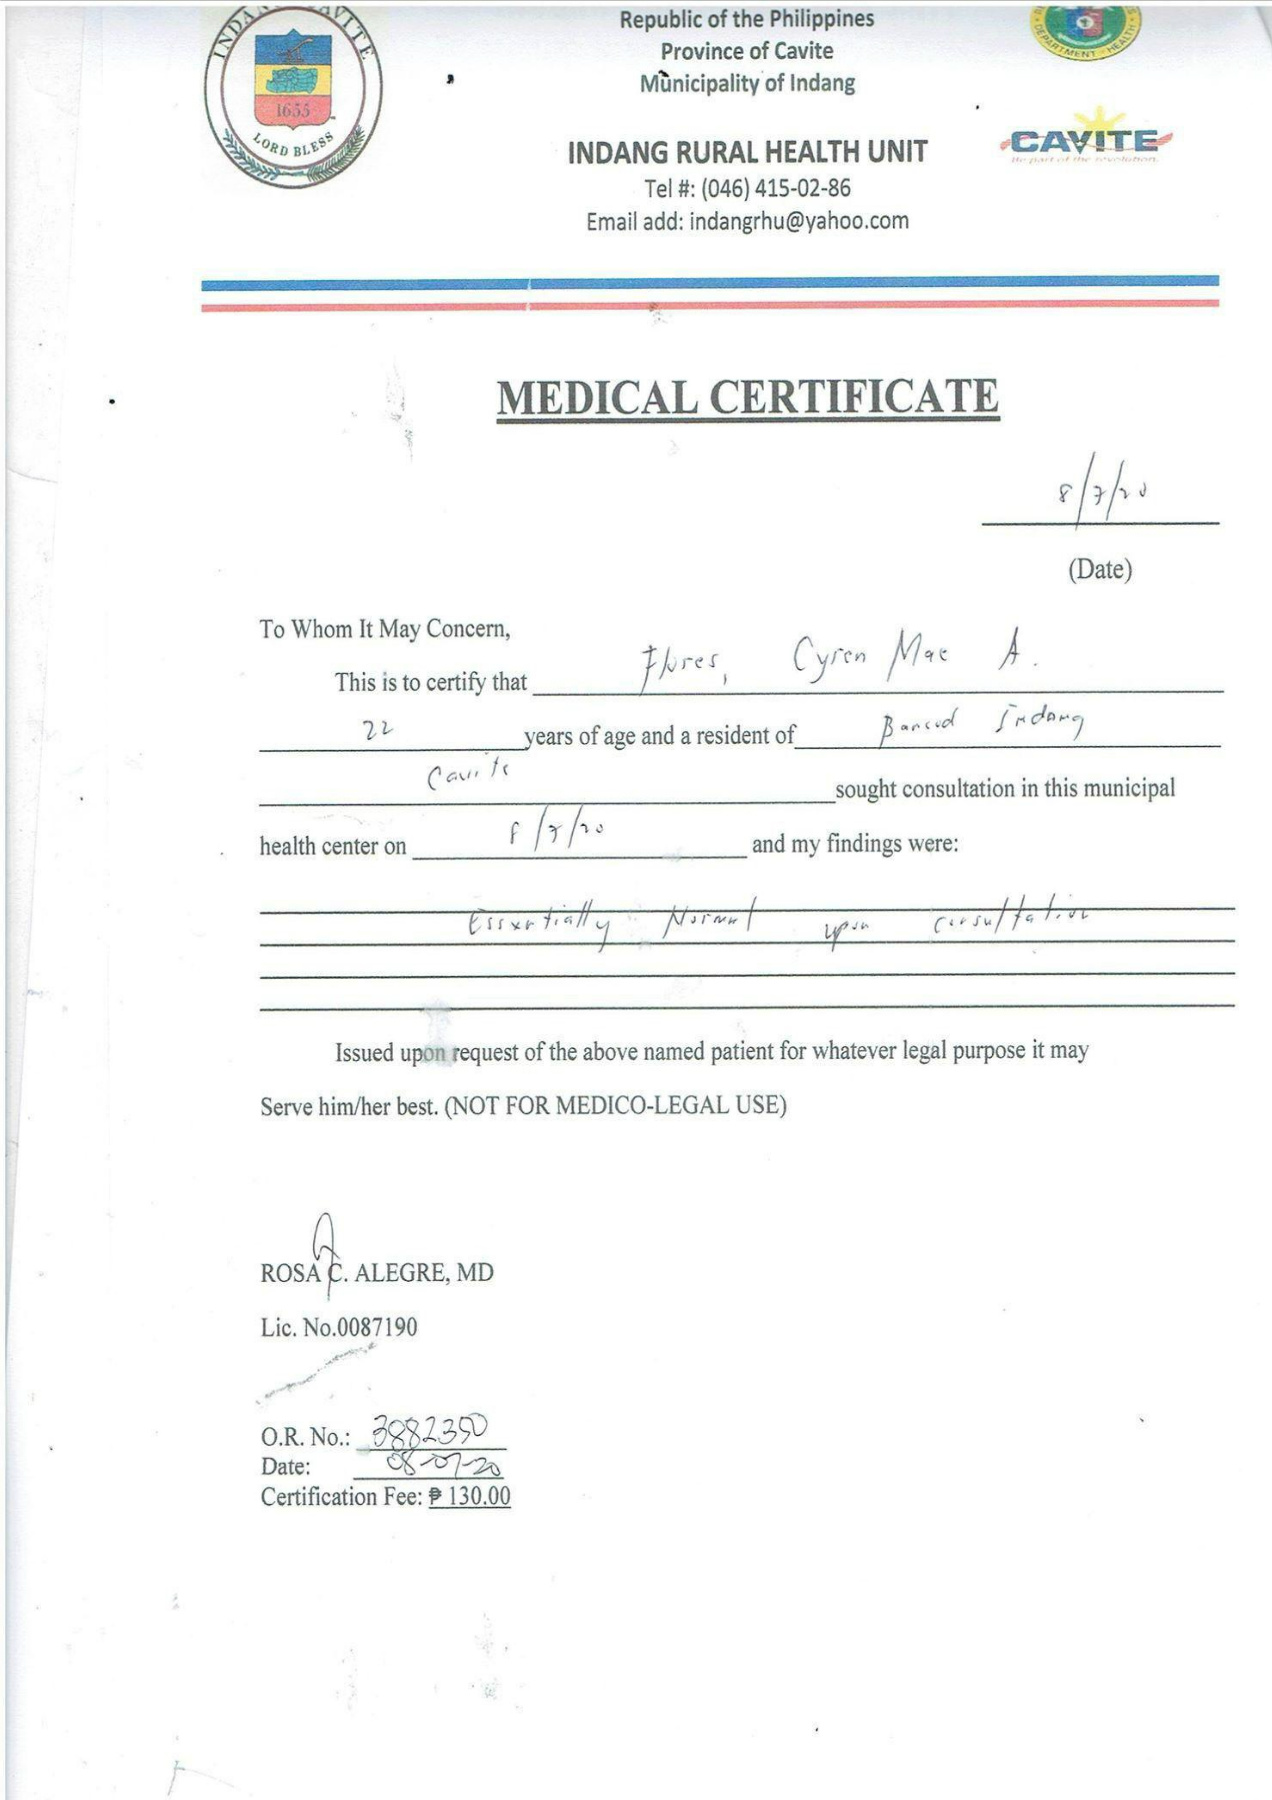 INDANG CAVITE
1655
LORD BLESS
Republic of the Philippines
Province of Cavite
Municipality of Indang
DEPARTMENT HEALTH
INDANG RURAL HEALTH UNIT
Tel #: (046) 415-02-86
Email add: indangrhu@yahoo.com
CAVITE
Be part of the revolution.
MEDICAL CERTIFICATE
8/7/20
(Date)
To Whom It May Concern,
This is to certify that Flores, Cyren Mae A.
22 years of age and a resident of Bancod Indang
Cavite sought consultation in this municipal
health center on 8/7/20 and my findings were:
Essentially Normal upon consultation
Issued upon request of the above named patient for whatever legal purpose it may
Serve him/her best. (NOT FOR MEDICO-LEGAL USE)
ROSA C. ALEGRE, MD
Lic. No.0087190
O.R. No.: 3882350
Date: 08-07-20
Certification Fee: ₱ 130.00